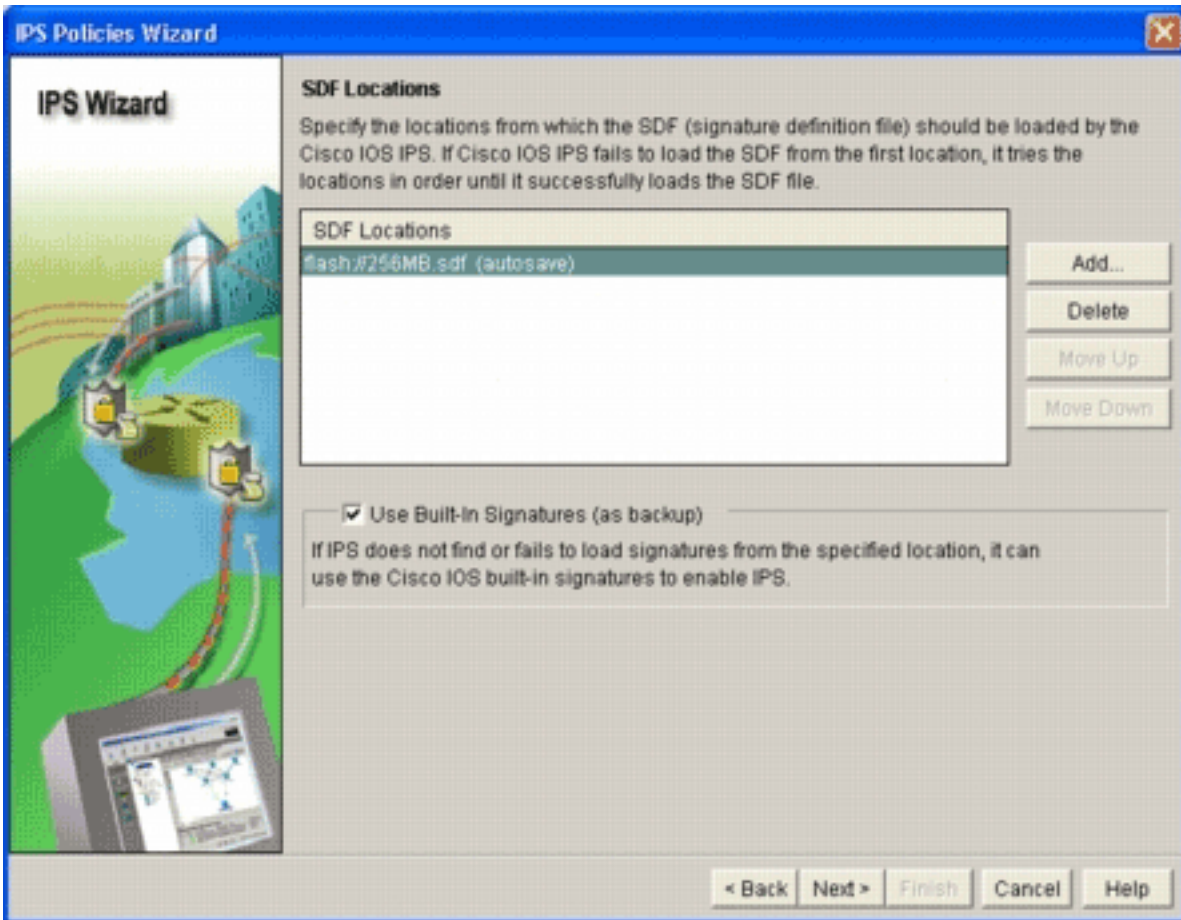 IPS Policies Wizard
IPS Wizard
SDF Locations
Specify the locations from which the SDF (signature definition file) should be loaded by the
Cisco IOS IPS. If Cisco IOS IPS fails to load the SDF from the first location, it tries the
locations in order until it successfully loads the SDF file.
SDF Locations
flash://256MB.sdf (autosave)
Add...
Delete
Move Up
Move Down
Use Built-In Signatures (as backup)
If IPS does not find or fails to load signatures from the specified location, it can
use the Cisco IOS built-in signatures to enable IPS.
< Back
Next >
Finish
Cancel
Help